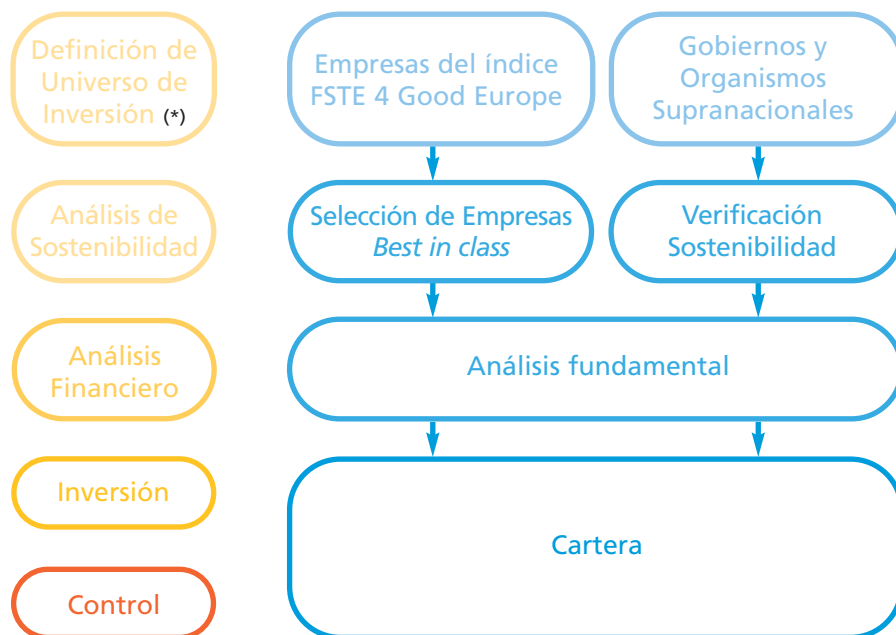 Definición de
Universo de
Inversión (*)
Empresas del índice
FSTE 4 Good Europe
Gobiernos y
Organismos
Supranacionales
Análisis de
Sostenibilidad
Selección de Empresas
Best in class
Verificación
Sostenibilidad
Análisis
Financiero
Análisis fundamental
Inversión
Cartera
Control